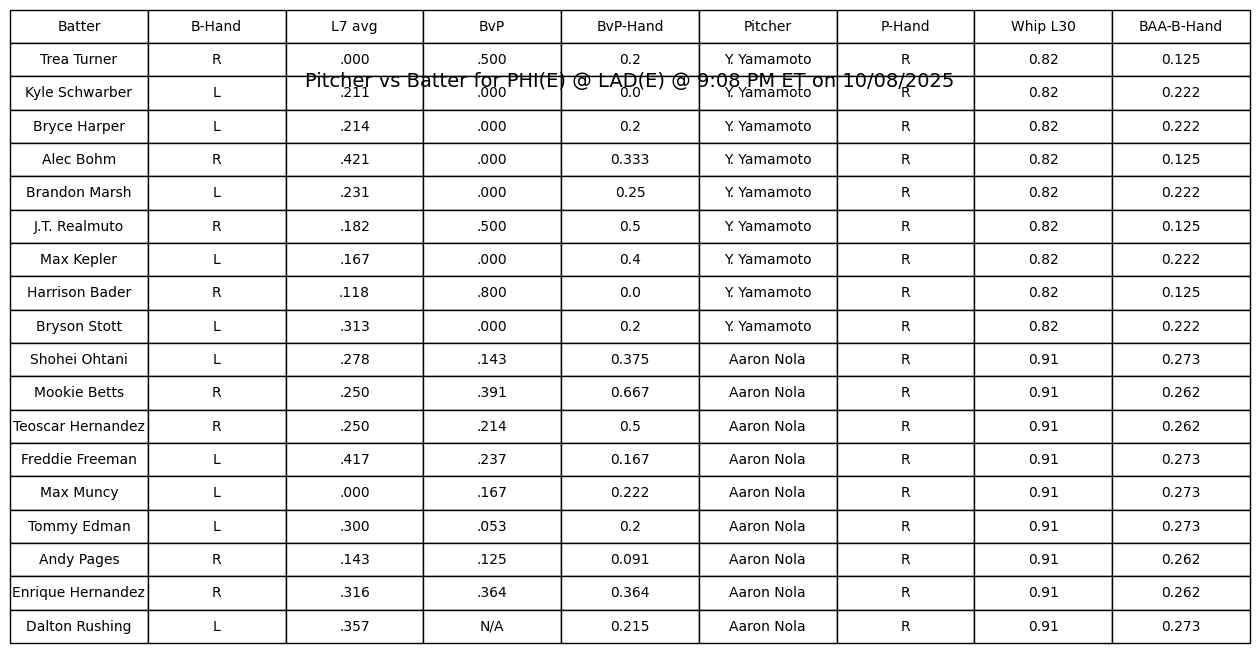 Batter B-Hand L7 avg BvP BvP-Hand Pitcher P-Hand Whip L30 BAA-B-Hand
Trea Turner R .000 .500 0.2 Y. Yamamoto R 0.82 0.125
Pitcher vs Batter for PHI(E) @ LAD(E) @ 9:08 PM ET on 10/08/2025
Kyle Schwarber L .211 .000 0.0 Y. Yamamoto R 0.82 0.222
Bryce Harper L .214 .000 0.2 Y. Yamamoto R 0.82 0.222
Alec Bohm R .421 .000 0.333 Y. Yamamoto R 0.82 0.125
Brandon Marsh L .231 .000 0.25 Y. Yamamoto R 0.82 0.222
J.T. Realmuto R .182 .500 0.5 Y. Yamamoto R 0.82 0.125
Max Kepler L .167 .000 0.4 Y. Yamamoto R 0.82 0.222
Harrison Bader R .118 .800 0.0 Y. Yamamoto R 0.82 0.125
Bryson Stott L .313 .000 0.2 Y. Yamamoto R 0.82 0.222
Shohei Ohtani L .278 .143 0.375 Aaron Nola R 0.91 0.273
Mookie Betts R .250 .391 0.667 Aaron Nola R 0.91 0.262
Teoscar Hernandez R .250 .214 0.5 Aaron Nola R 0.91 0.262
Freddie Freeman L .417 .237 0.167 Aaron Nola R 0.91 0.273
Max Muncy L .000 .167 0.222 Aaron Nola R 0.91 0.273
Tommy Edman L .300 .053 0.2 Aaron Nola R 0.91 0.273
Andy Pages R .143 .125 0.091 Aaron Nola R 0.91 0.262
Enrique Hernandez R .316 .364 0.364 Aaron Nola R 0.91 0.262
Dalton Rushing L .357 N/A 0.215 Aaron Nola R 0.91 0.273